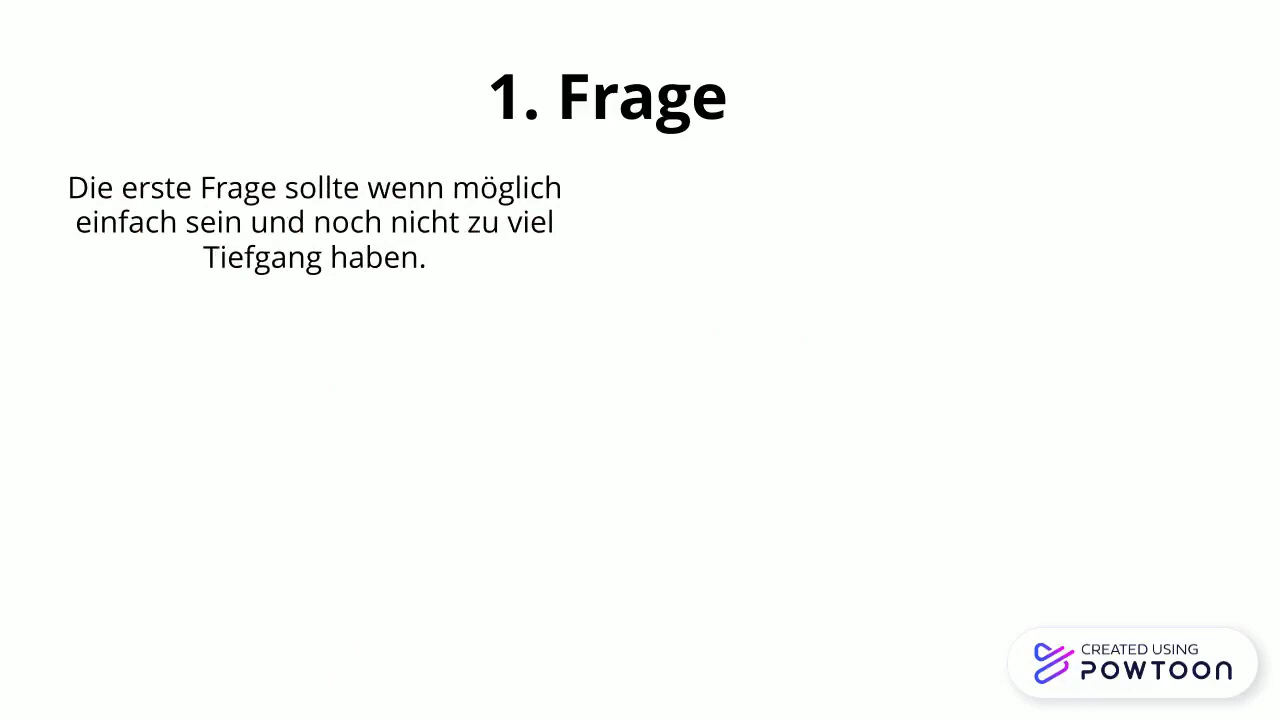 1. Frage
Die erste Frage sollte wenn möglich
einfach sein und noch nicht zu viel
Tiefgang haben.
CREATED USING
POWTOON